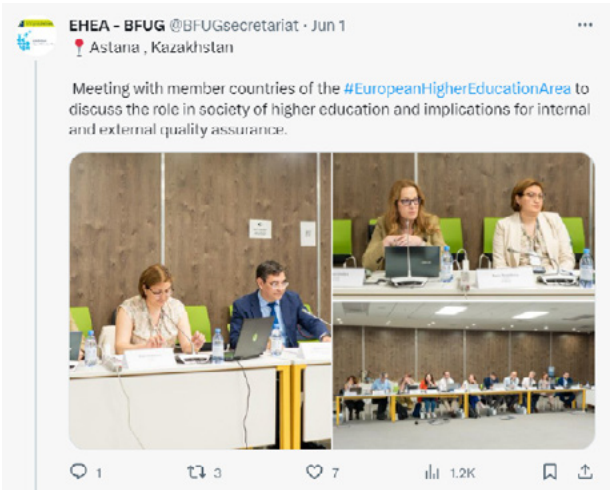 EHEA - BFUG @BFUGsecretariat · Jun 1
Astana , Kazakhstan
Meeting with member countries of the #EuropeanHigherEducationArea to
discuss the role in society of higher education and implications for internal
and external quality assurance.
1 3 7 1.2K